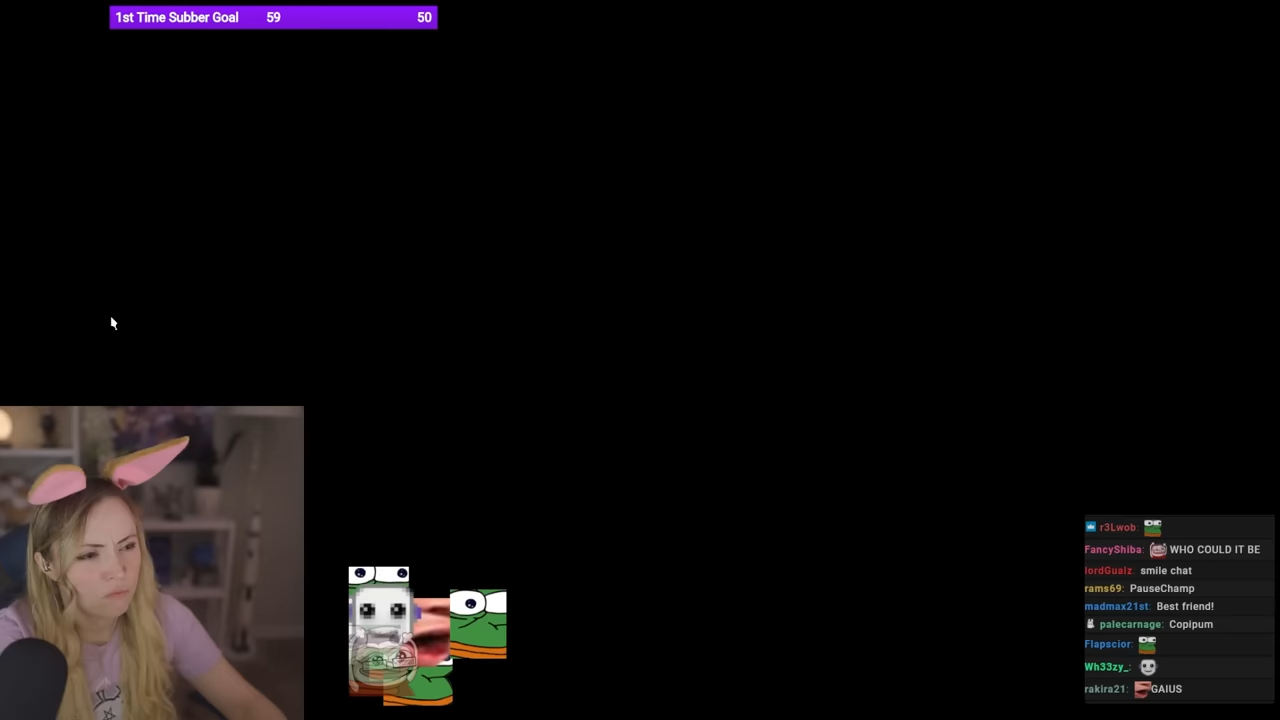 1st Time Subber Goal 59 50
r3Lwob:
FancyShiba: WHO COULD IT BE
lordGualz: smile chat
rams69: PauseChamp
madmax21st: Best friend!
palecarnage: Copipum
Flapscior:
Wh33zy_:
rakira21: GAIUS